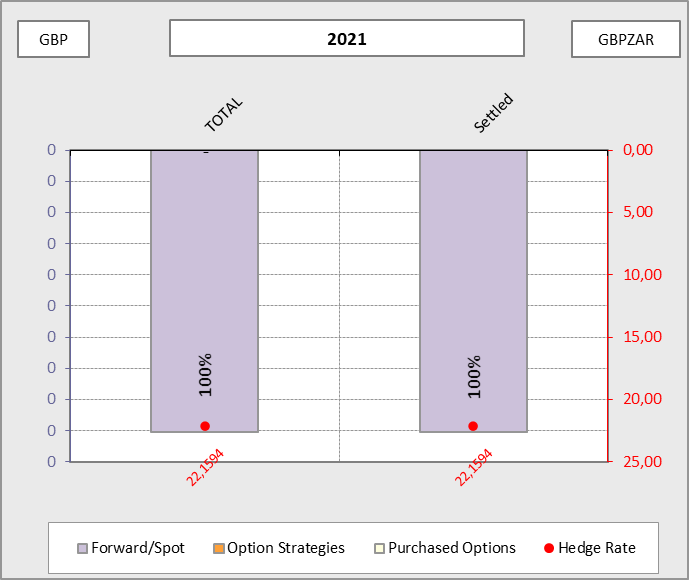 GBP
2021
GBPZAR
TOTAL
Settled
0
0,00
0
0
5,00
0
0
10,00
0
0
15,00
0
0
20,00
0
0
25,00
100%
100%
22,1594
22,1594
Forward/Spot
Option Strategies
Purchased Options
Hedge Rate